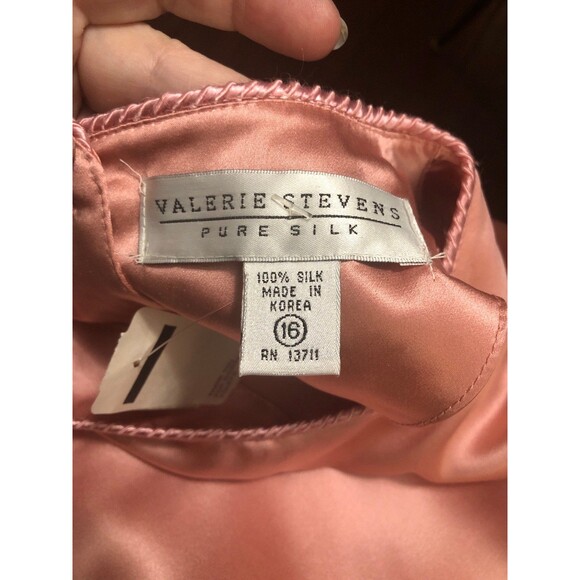 VALERIE STEVENS
PURE SILK
100% SILK
MADE IN
KOREA
16
RN 13711